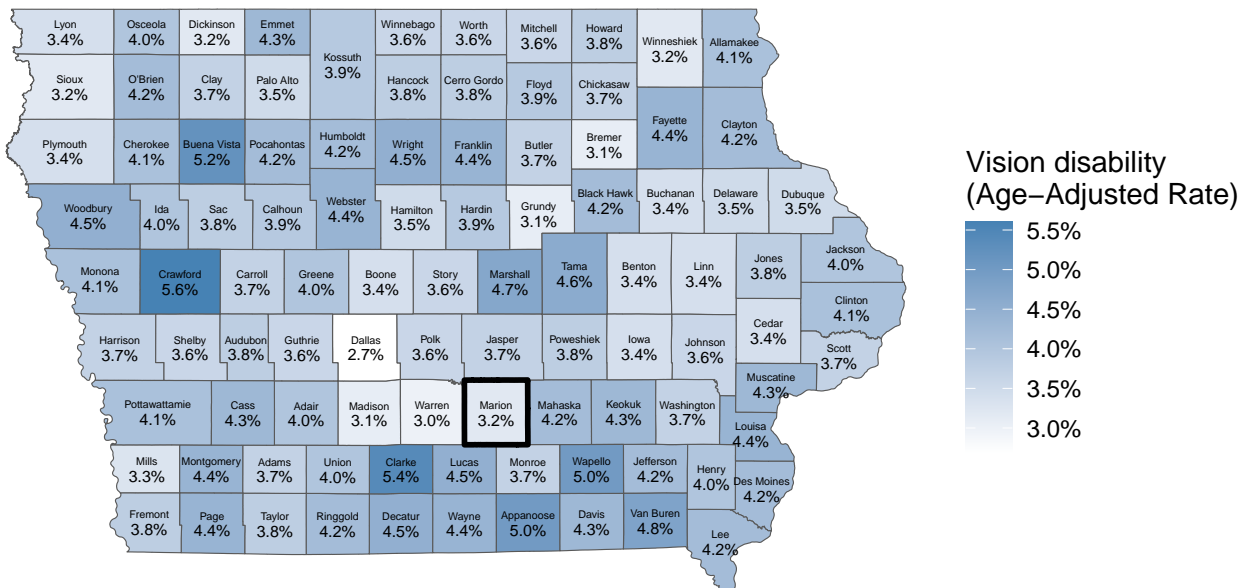 Lyon
3.4%
Osceola
4.0%
Dickinson
3.2%
Emmet
4.3%
Kossuth
3.9%
Winnebago
3.6%
Worth
3.6%
Mitchell
3.6%
Howard
3.8%
Winneshiek
3.2%
Allamakee
4.1%
Sioux
3.2%
O'Brien
4.2%
Clay
3.7%
Palo Alto
3.5%
Hancock
3.8%
Cerro Gordo
3.8%
Floyd
3.9%
Chickasaw
3.7%
Fayette
4.4%
Clayton
4.2%
Plymouth
3.4%
Cherokee
4.1%
Buena Vista
5.2%
Pocahontas
4.2%
Humboldt
4.2%
Wright
4.5%
Franklin
4.4%
Butler
3.7%
Bremer
3.1%
Woodbury
4.5%
Ida
4.0%
Sac
3.8%
Calhoun
3.9%
Webster
4.4%
Hamilton
3.5%
Hardin
3.9%
Grundy
3.1%
Black Hawk
4.2%
Buchanan
3.4%
Delaware
3.5%
Dubuque
3.5%
Monona
4.1%
Crawford
5.6%
Carroll
3.7%
Greene
4.0%
Boone
3.4%
Story
3.6%
Marshall
4.7%
Tama
4.6%
Benton
3.4%
Linn
3.4%
Jones
3.8%
Jackson
4.0%
Clinton
4.1%
Harrison
3.7%
Shelby
3.6%
Audubon
3.8%
Guthrie
3.6%
Dallas
2.7%
Polk
3.6%
Jasper
3.7%
Poweshiek
3.8%
Iowa
3.4%
Johnson
3.6%
Cedar
3.4%
Scott
3.7%
Muscatine
4.3%
Pottawattamie
4.1%
Cass
4.3%
Adair
4.0%
Madison
3.1%
Warren
3.0%
Marion
3.2%
Mahaska
4.2%
Keokuk
4.3%
Washington
3.7%
Louisa
4.4%
Mills
3.3%
Montgomery
4.4%
Adams
3.7%
Union
4.0%
Clarke
5.4%
Lucas
4.5%
Monroe
3.7%
Wapello
5.0%
Jefferson
4.2%
Henry
4.0%
Des Moines
4.2%
Fremont
3.8%
Page
4.4%
Taylor
3.8%
Ringgold
4.2%
Decatur
4.5%
Wayne
4.4%
Appanoose
5.0%
Davis
4.3%
Van Buren
4.8%
Lee
4.2%
Vision disability
(Age−Adjusted Rate)
5.5%
5.0%
4.5%
4.0%
3.5%
3.0%